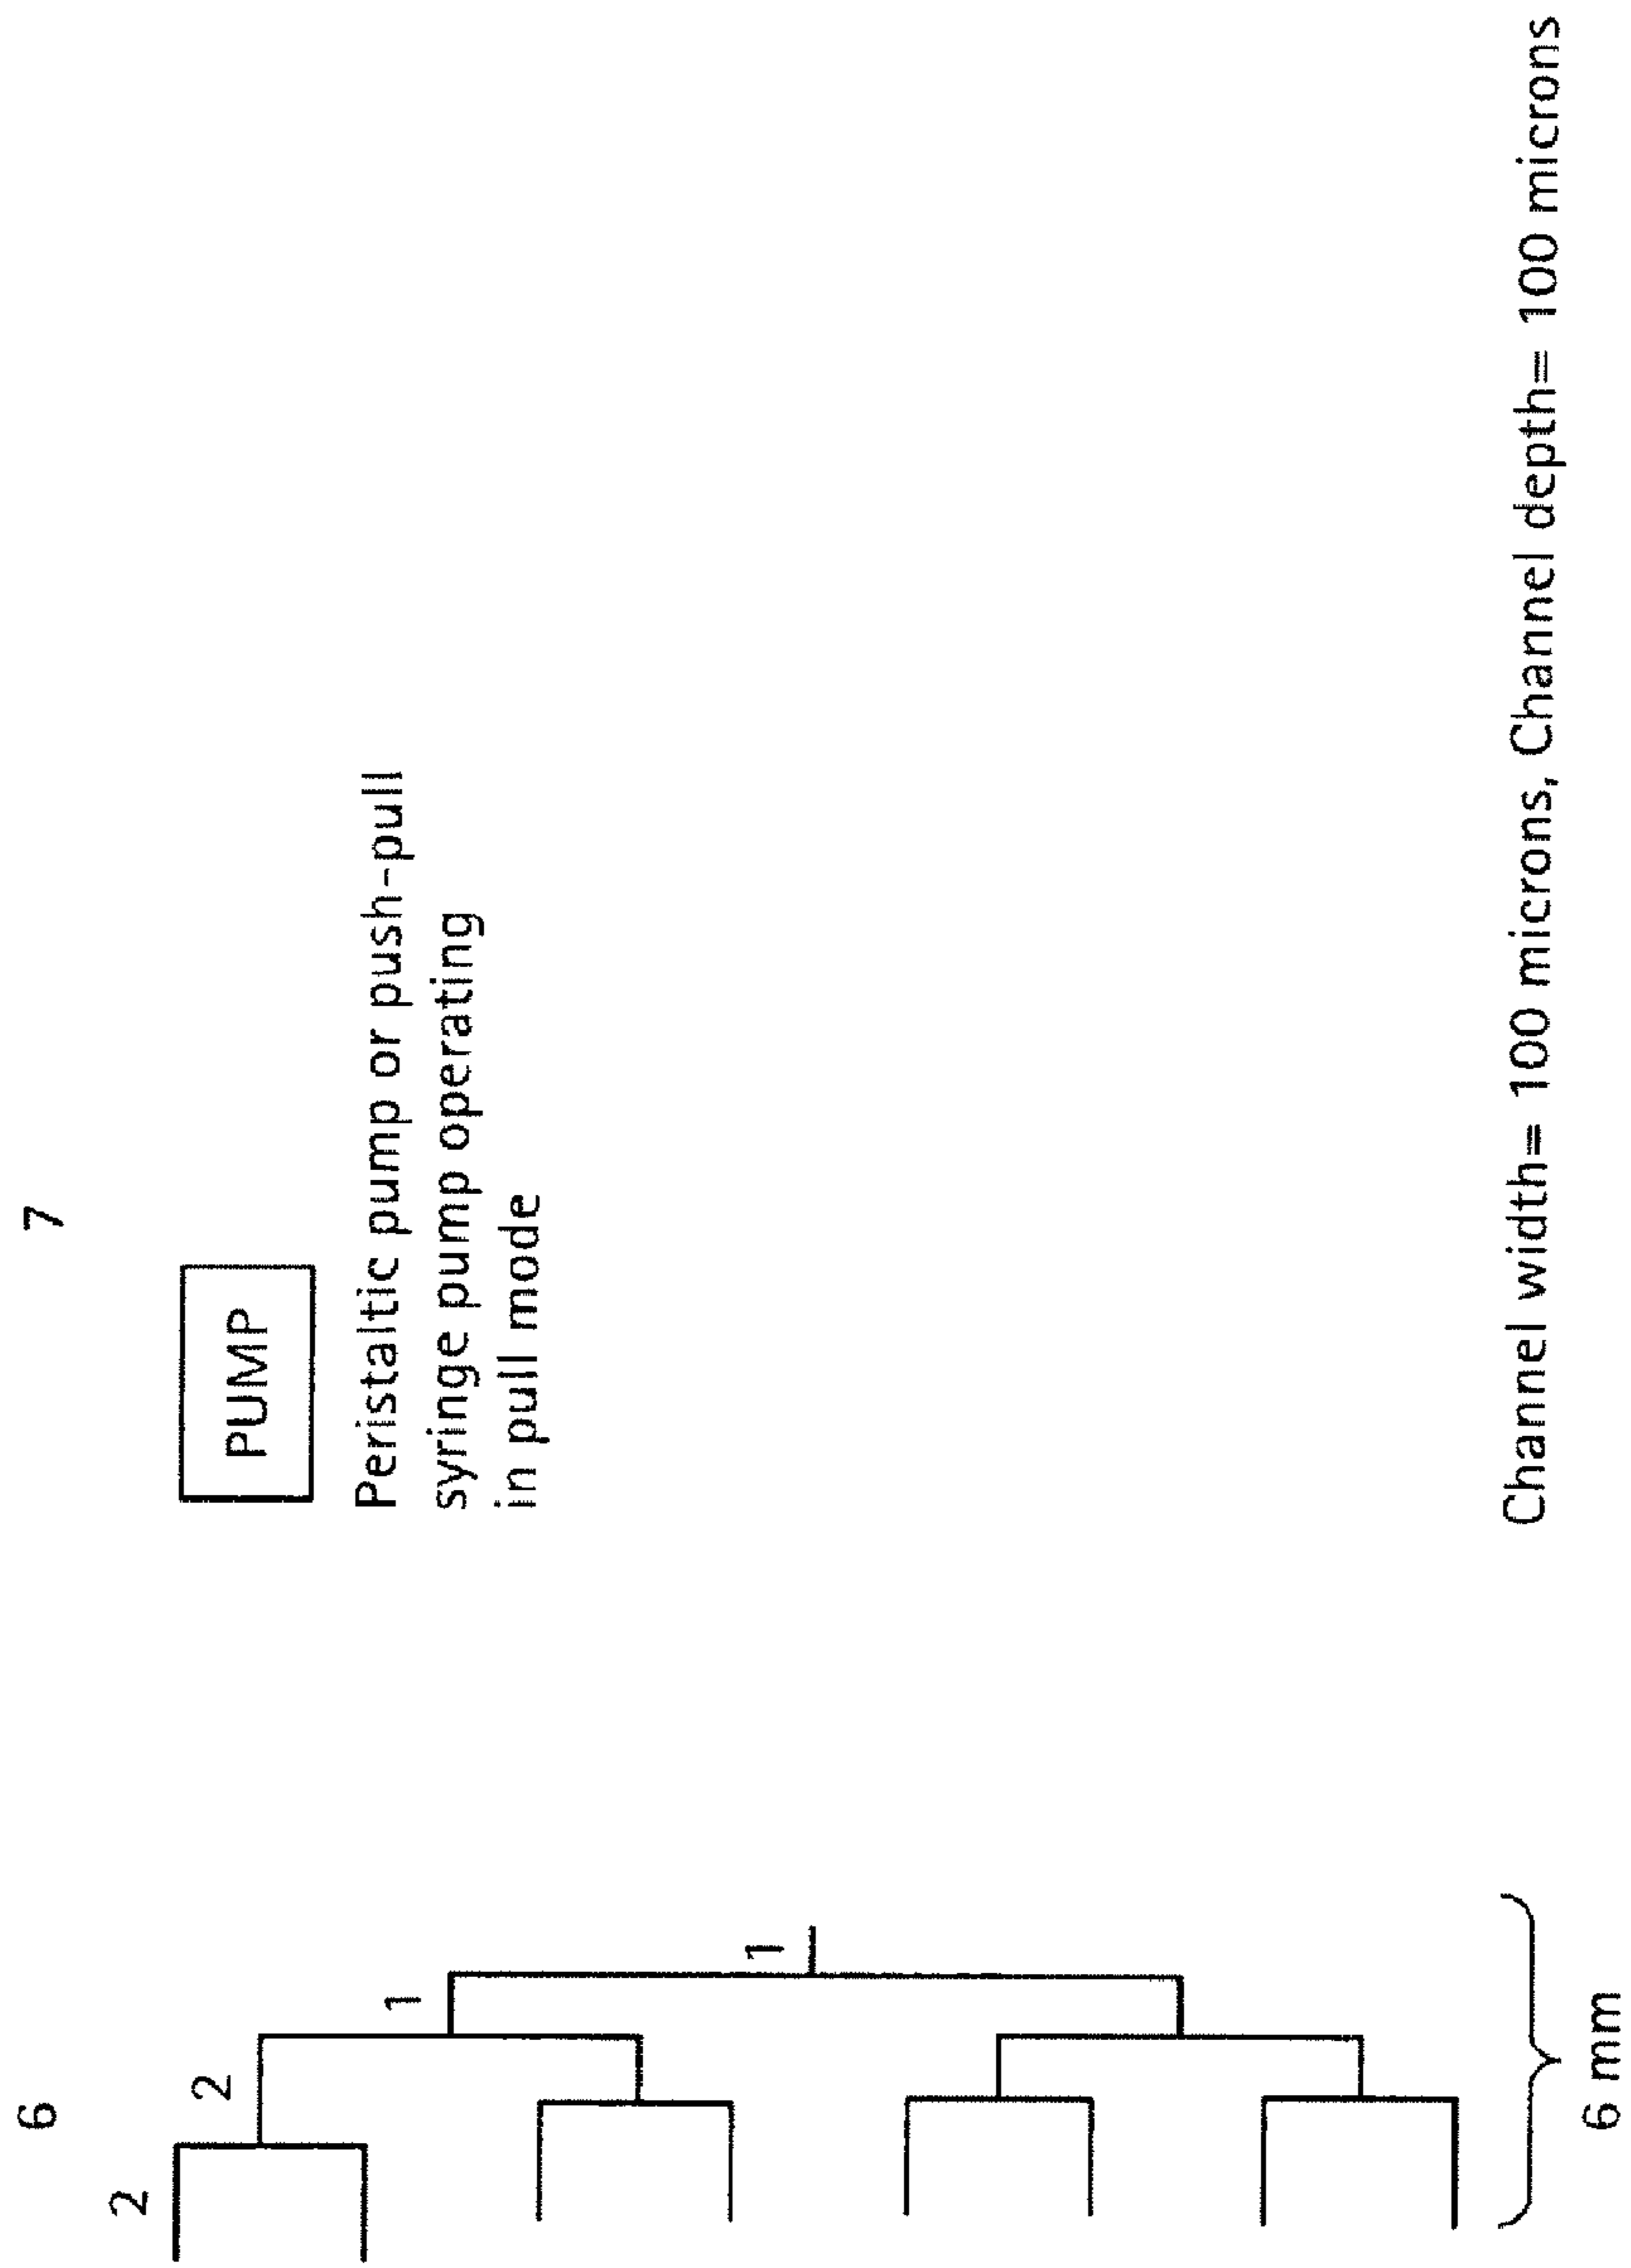 6
7
2
2
1
1
6 mm
PUMP
Peristaltic pump or push-pull
syringe pump operating
in pull mode
Channel width= 100 microns, Channel depth= 100 microns